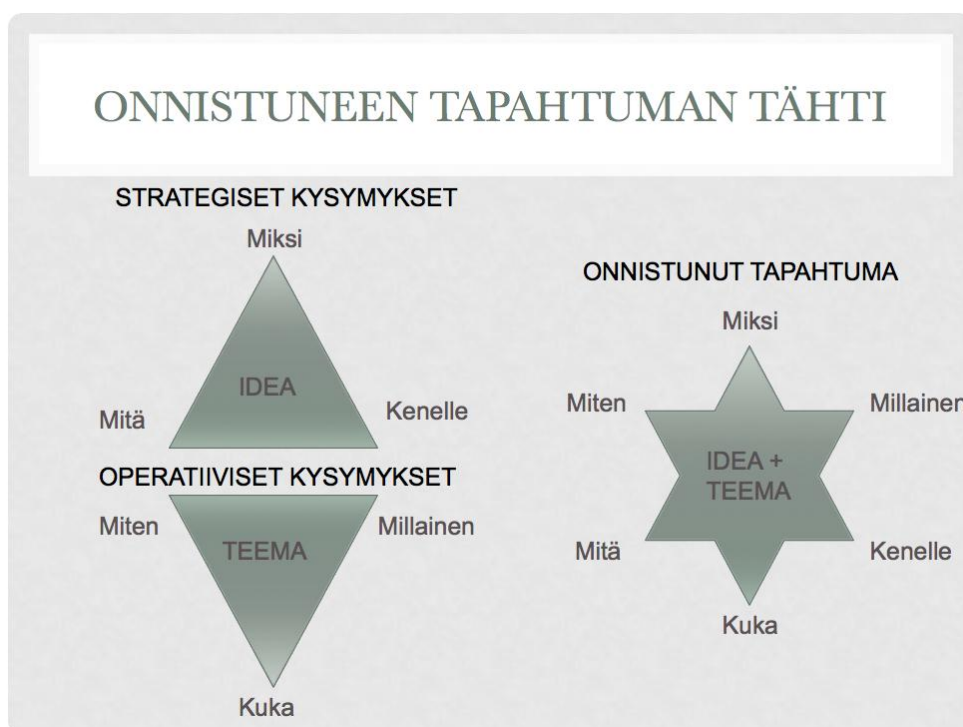 ONNISTUNEEN TAPAHTUMAN TÄHTI
STRATEGISET KYSYMYKSET
Miksi
IDEA
Mitä
Kenelle
OPERATIIVISET KYSYMYKSET
Miten
Millainen
TEEMA
Kuka
ONNISTUNUT TAPAHTUMA
Miksi
Miten
Millainen
IDEA +
TEEMA
Mitä
Kenelle
Kuka